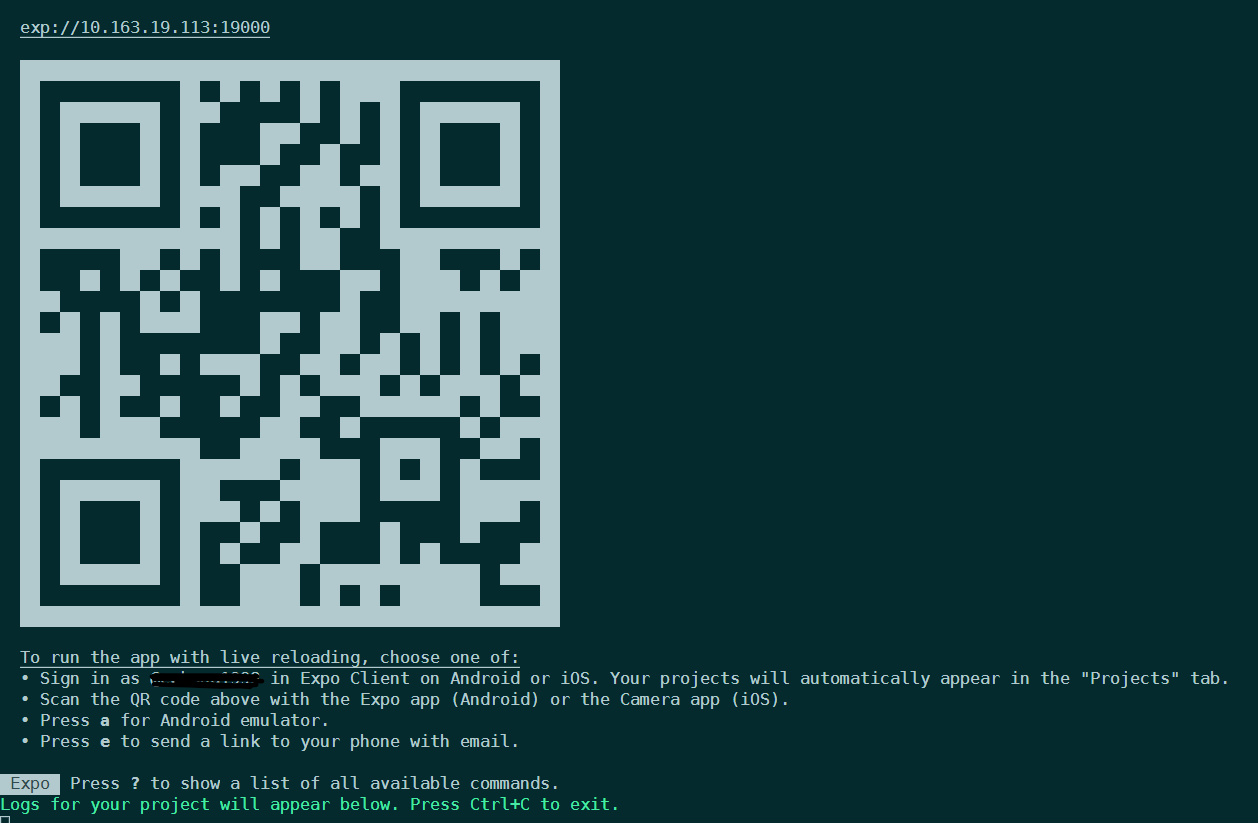 exp://10.163.19.113:19000
To run the app with live reloading, choose one of:
• Sign in as in Expo Client on Android or iOS. Your projects will automatically appear in the "Projects" tab.
• Scan the QR code above with the Expo app (Android) or the Camera app (iOS).
• Press a for Android emulator.
• Press e to send a link to your phone with email.
Expo Press ? to show a list of all available commands.
Logs for your project will appear below. Press Ctrl+C to exit.